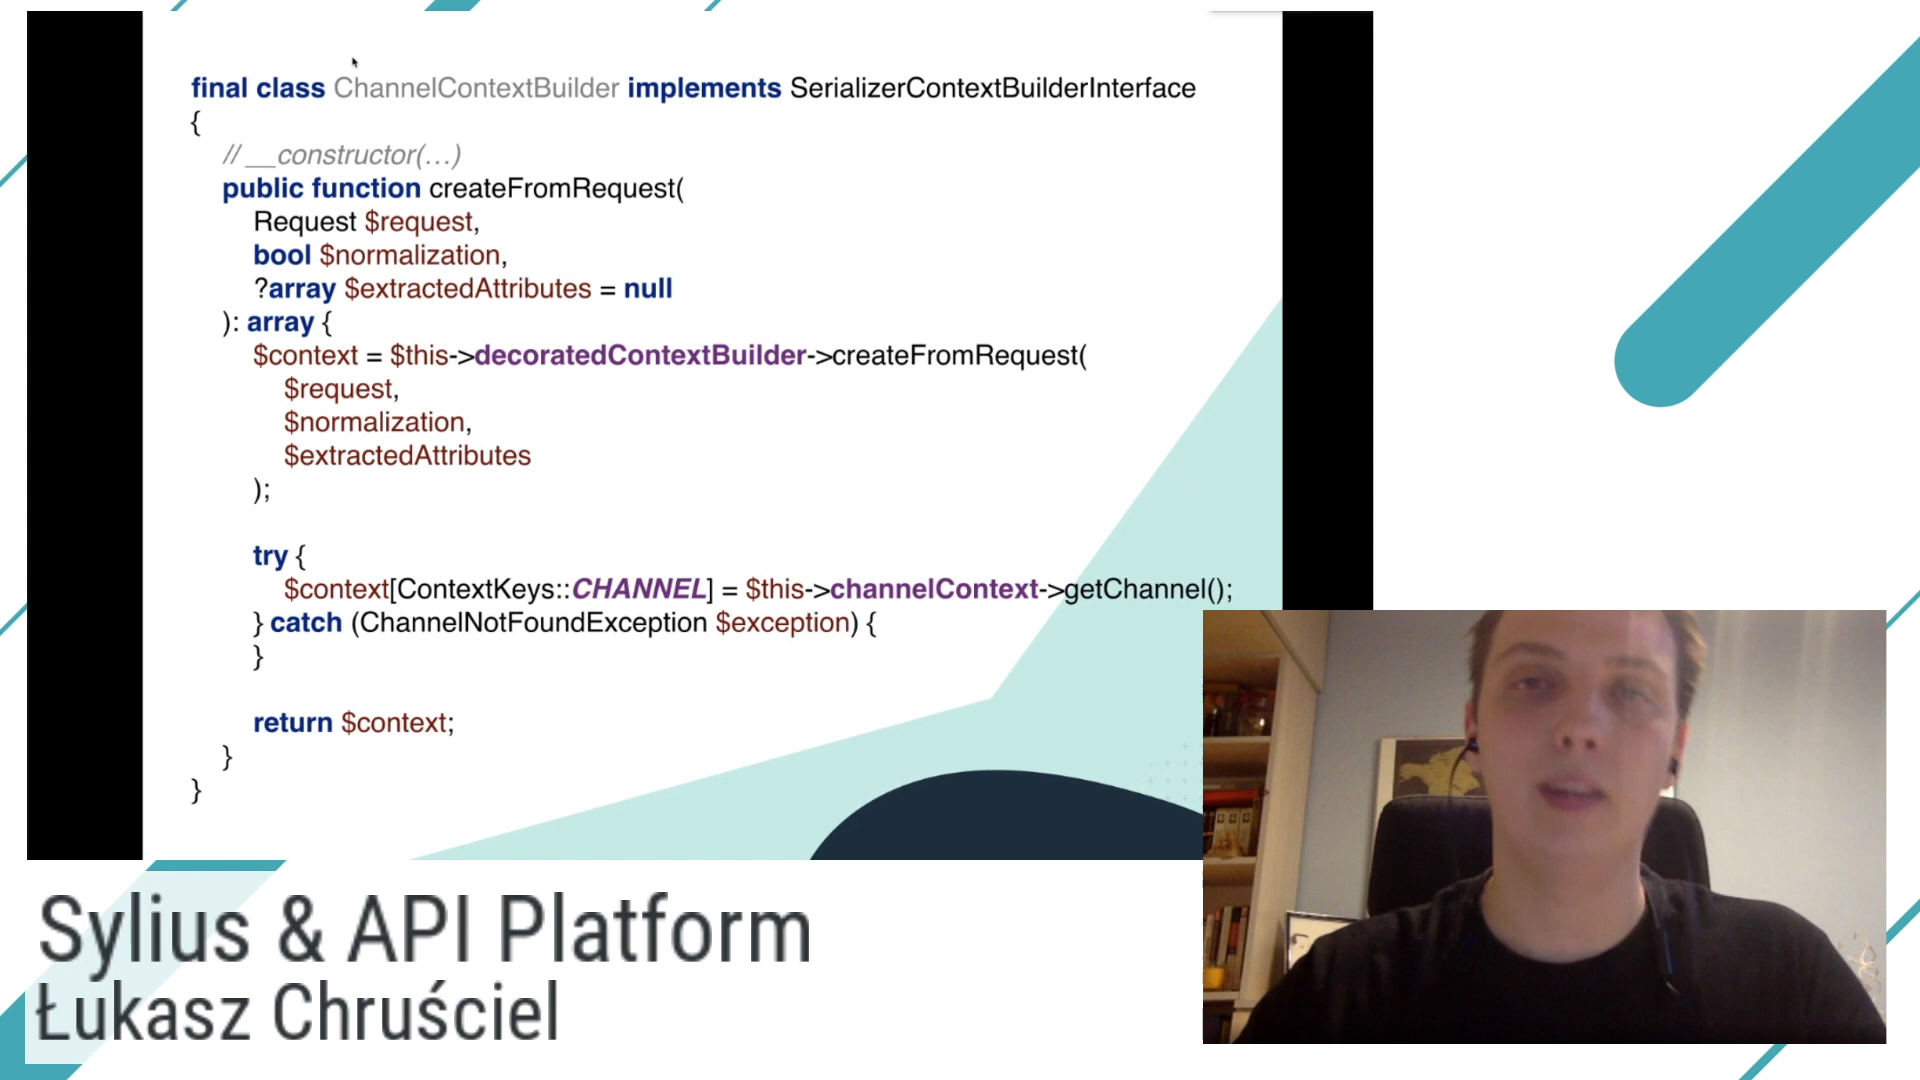 final class ChannelContextBuilder implements SerializerContextBuilderInterface
{
// __constructor(…)
public function createFromRequest(
Request $request,
bool $normalization,
?array $extractedAttributes = null
): array {
$context = $this->decoratedContextBuilder->createFromRequest(
$request,
$normalization,
$extractedAttributes
);
try {
$context[ContextKeys::CHANNEL] = $this->channelContext->getChannel();
} catch (ChannelNotFoundException $exception) {
}
return $context;
}
}
Sylius & API Platform
Łukasz Chruściel